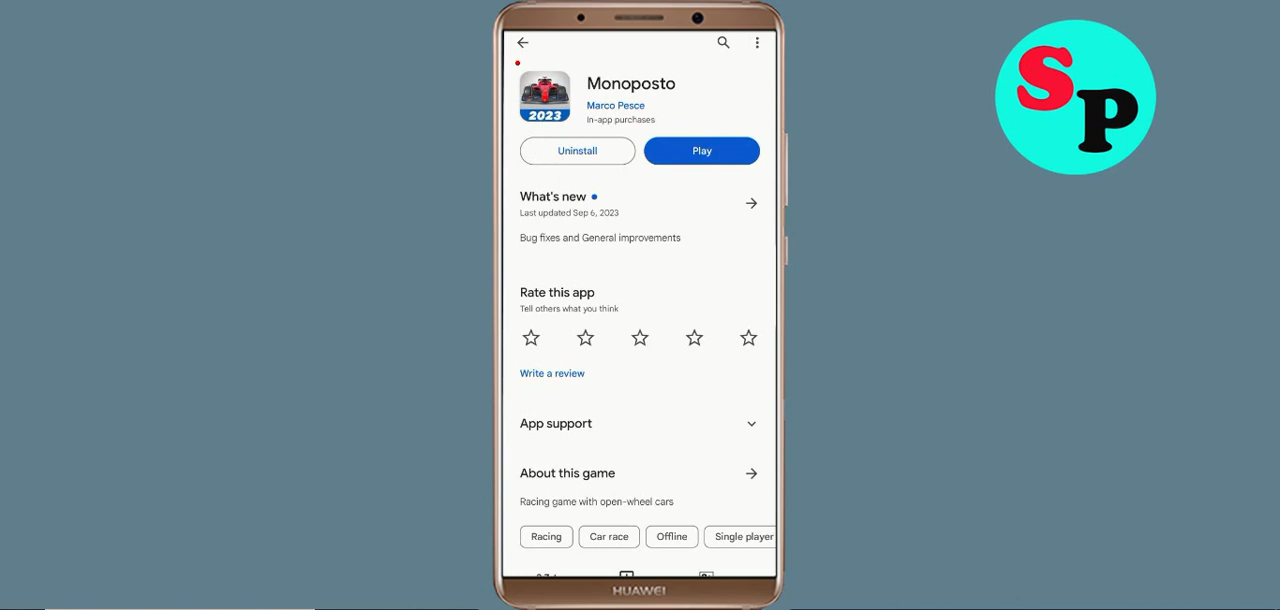 Monoposto
Marco Pesce
In-app purchases
2023
Uninstall
Play
What's new
Last updated Sep 6, 2023
Bug fixes and General improvements
Rate this app
Tell others what you think
Write a review
App support
About this game
Racing game with open-wheel cars
Racing
Car race
Offline
Single player
HUAWEI
SP